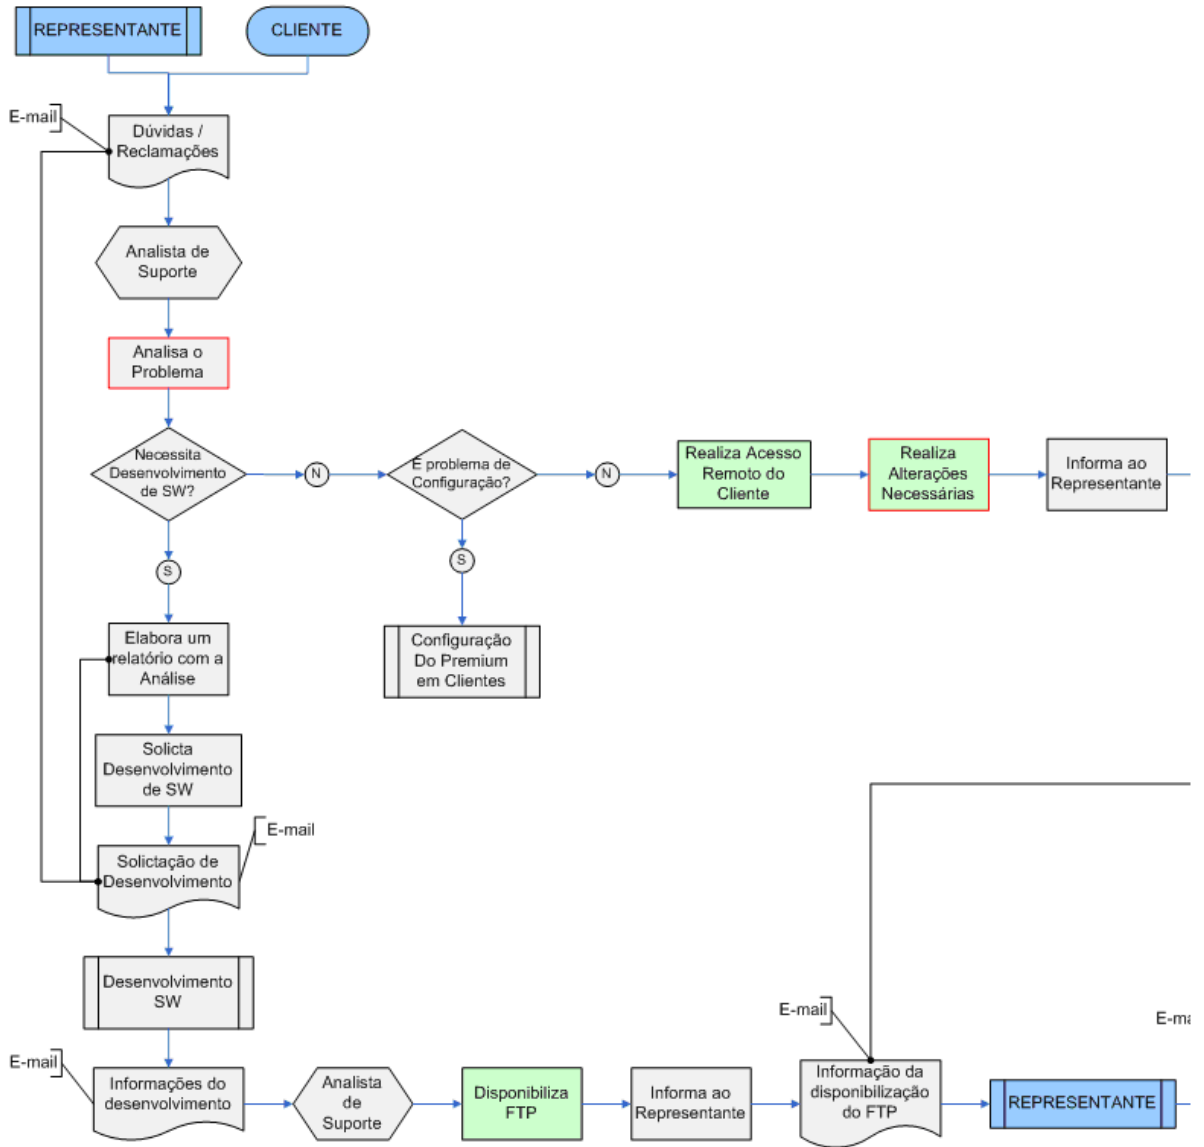 REPRESENTANTE
CLIENTE
E-mail
Dúvidas /
Reclamações
Analista de
Suporte
Analisa o
Problema
Necessita
Desenvolvimento
de SW?
N
É problema de
Configuração?
N
Realiza Acesso
Remoto do
Cliente
Realiza
Alterações
Necessárias
Informa ao
Representante
S
S
Elabora um
relatório com a
Análise
Configuração
Do Premium
em Clientes
Solicta
Desenvolvimento
de SW
E-mail
Solictação de
Desenvolvimento
Desenvolvimento
SW
E-mail
Informações do
desenvolvimento
Analista
de
Suporte
Disponibiliza
FTP
Informa ao
Representante
E-mail
Informação da
disponibilização
do FTP
REPRESENTANTE